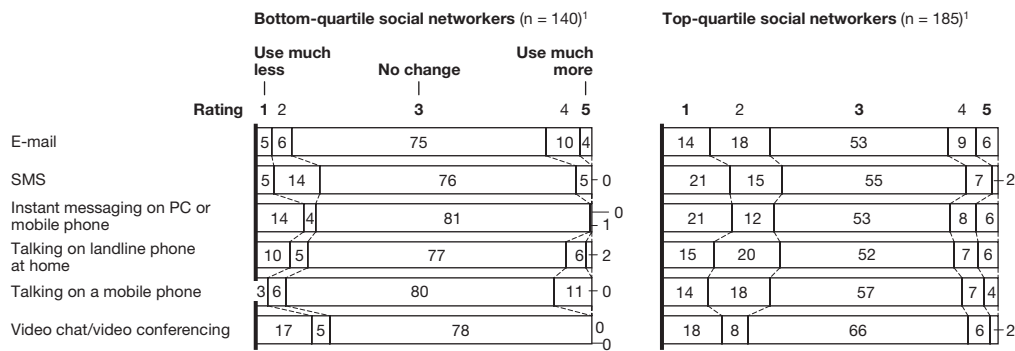 Bottom-quartile social networkers (n = 140)¹ Top-quartile social networkers (n = 185)¹
Use much less No change Use much more
Rating 1 2 3 4 5 1 2 3 4 5
E-mail 5 6 75 10 4 14 18 53 9 6
SMS 5 14 76 5 0 21 15 55 7 2
Instant messaging on PC or mobile phone 14 4 81 1 0 21 12 53 8 6
Talking on landline phone at home 10 5 77 6 2 15 20 52 7 6
Talking on a mobile phone 3 6 80 11 0 14 18 57 7 4
Video chat/video conferencing 17 5 78 0 0 18 8 66 6 2